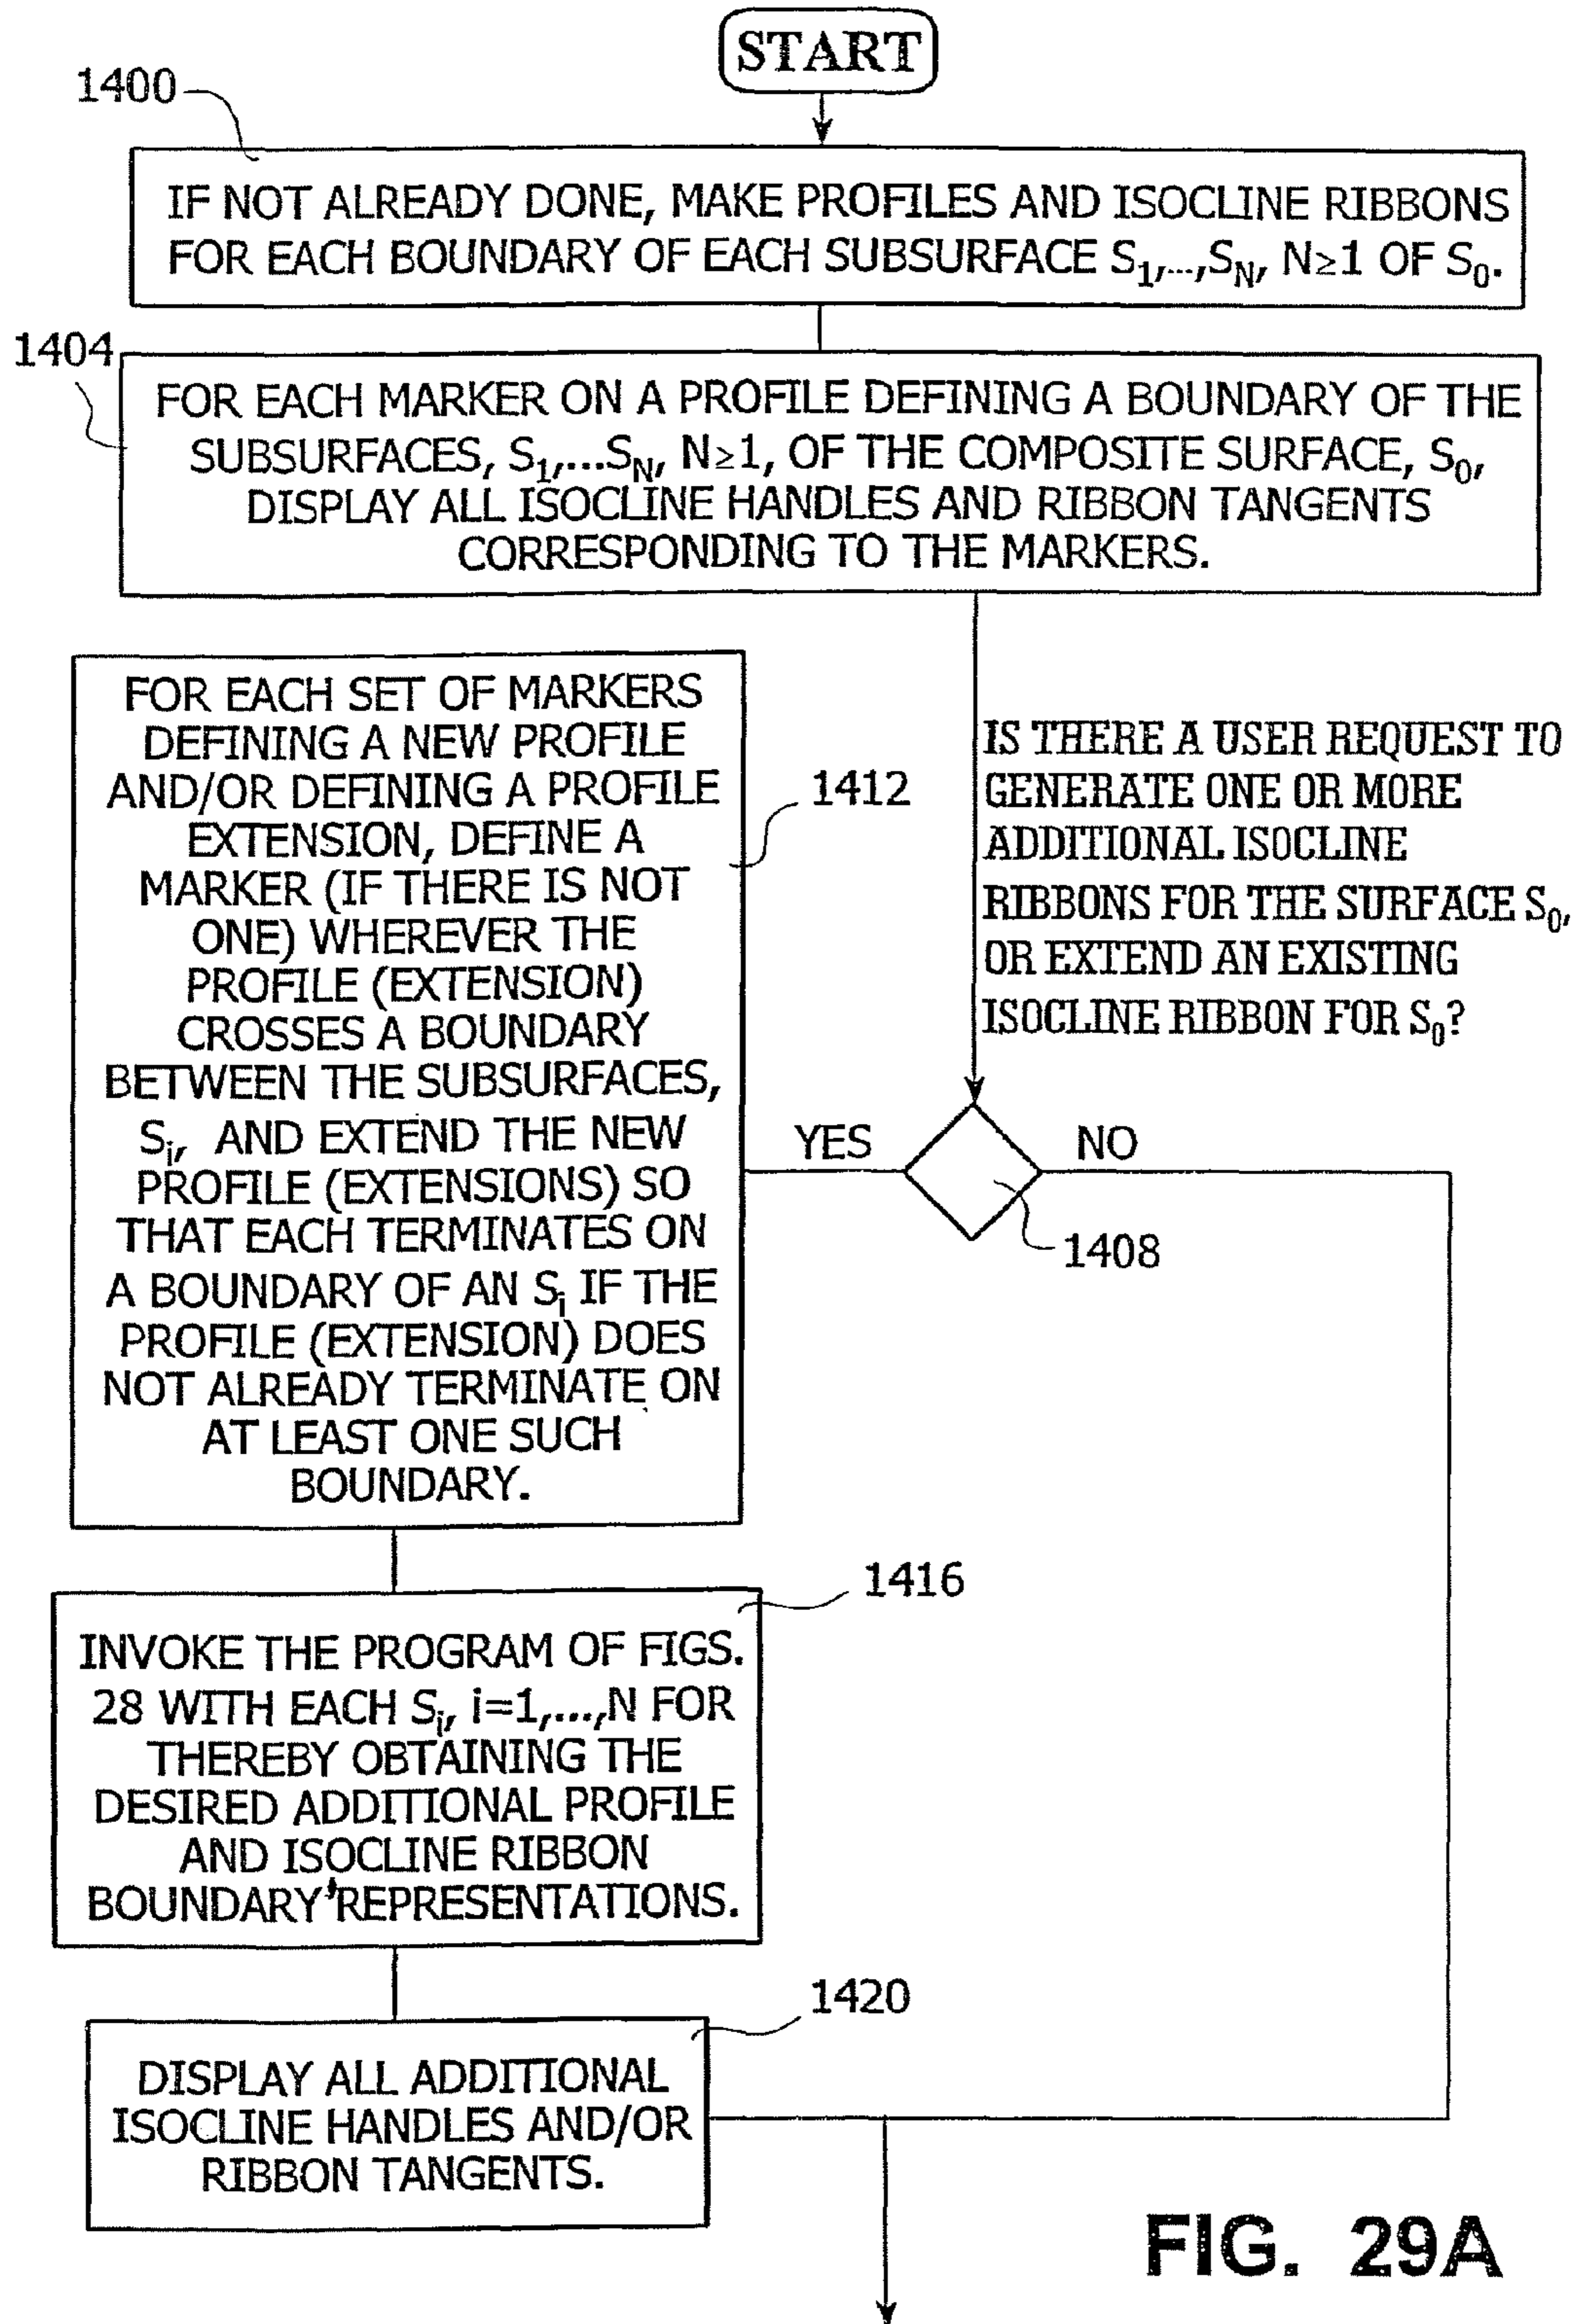 START
1400
IF NOT ALREADY DONE, MAKE PROFILES AND ISOCLINE RIBBONS
FOR EACH BOUNDARY OF EACH SUBSURFACE S₁,...,S_N, N≥1 OF S₀.
1404
FOR EACH MARKER ON A PROFILE DEFINING A BOUNDARY OF THE
SUBSURFACES, S₁,...S_N, N≥1, OF THE COMPOSITE SURFACE, S₀,
DISPLAY ALL ISOCLINE HANDLES AND RIBBON TANGENTS
CORRESPONDING TO THE MARKERS.
IS THERE A USER REQUEST TO
GENERATE ONE OR MORE
ADDITIONAL ISOCLINE
RIBBONS FOR THE SURFACE S₀,
OR EXTEND AN EXISTING
ISOCLINE RIBBON FOR S₀?
YES
NO
1408
FOR EACH SET OF MARKERS
DEFINING A NEW PROFILE
AND/OR DEFINING A PROFILE
EXTENSION, DEFINE A
MARKER (IF THERE IS NOT
ONE) WHEREVER THE
PROFILE (EXTENSION)
CROSSES A BOUNDARY
BETWEEN THE SUBSURFACES,
Sᵢ, AND EXTEND THE NEW
PROFILE (EXTENSIONS) SO
THAT EACH TERMINATES ON
A BOUNDARY OF AN Sᵢ IF THE
PROFILE (EXTENSION) DOES
NOT ALREADY TERMINATE ON
AT LEAST ONE SUCH
BOUNDARY.
1412
1416
INVOKE THE PROGRAM OF FIGS.
28 WITH EACH Sᵢ, i=1,...,N FOR
THEREBY OBTAINING THE
DESIRED ADDITIONAL PROFILE
AND ISOCLINE RIBBON
BOUNDARY REPRESENTATIONS.
1420
DISPLAY ALL ADDITIONAL
ISOCLINE HANDLES AND/OR
RIBBON TANGENTS.
FIG. 29A